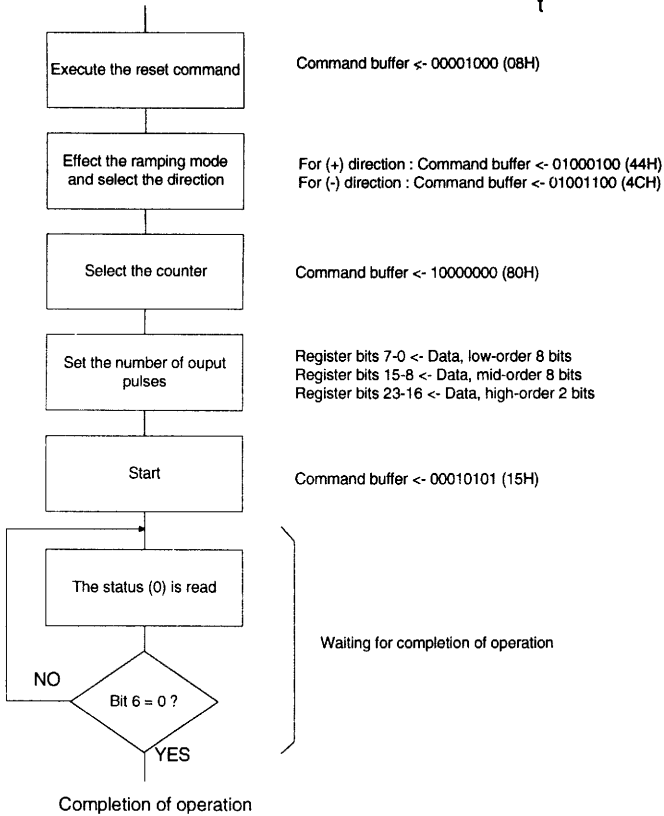 t
Execute the reset command
Command buffer <- 00001000 (08H)
Effect the ramping mode
and select the direction
For (+) direction : Command buffer <- 01000100 (44H)
For (-) direction : Command buffer <- 01001100 (4CH)
Select the counter
Command buffer <- 10000000 (80H)
Set the number of ouput
pulses
Register bits 7-0 <- Data, low-order 8 bits
Register bits 15-8 <- Data, mid-order 8 bits
Register bits 23-16 <- Data, high-order 2 bits
Start
Command buffer <- 00010101 (15H)
The status (0) is read
Waiting for completion of operation
NO
Bit 6 = 0 ?
YES
Completion of operation